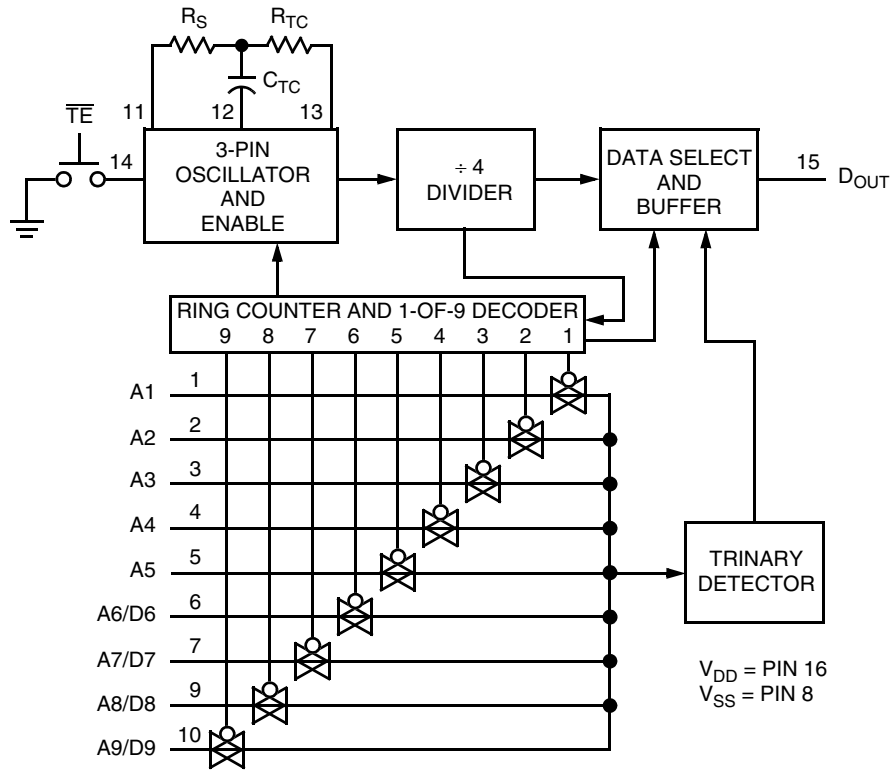 RS RTC
CTC
TE
11 12 13
14
3-PIN
OSCILLATOR
AND
ENABLE
÷ 4
DIVIDER
DATA SELECT
AND
BUFFER
15
DOUT
RING COUNTER AND 1-OF-9 DECODER
9 8 7 6 5 4 3 2 1
A1 1
A2 2
A3 3
A4 4
A5 5
A6/D6 6
A7/D7 7
A8/D8 9
A9/D9 10
TRINARY
DETECTOR
VDD = PIN 16
VSS = PIN 8